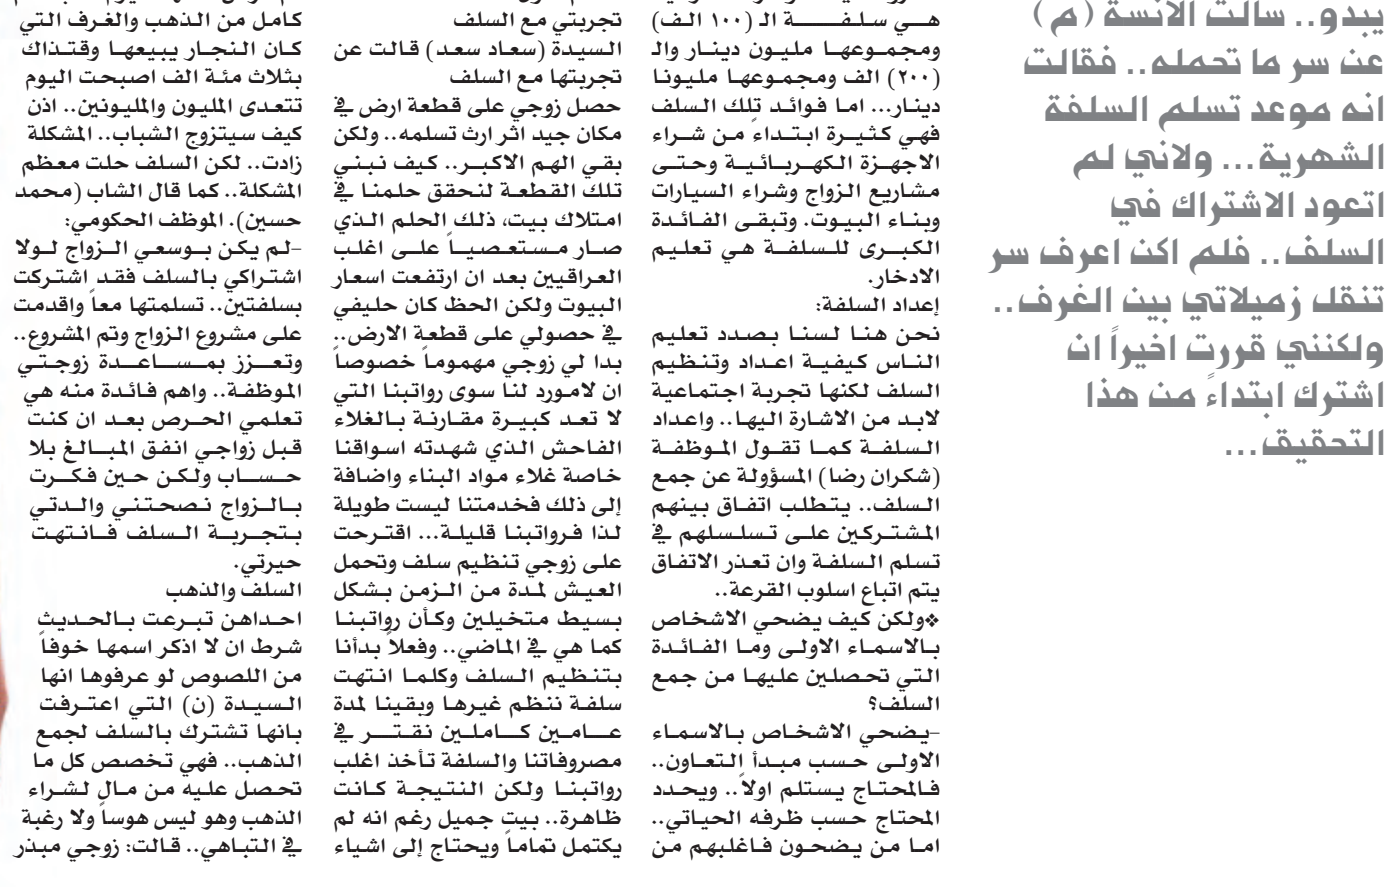 يبدو.. سألت الآنسة (م)
عن سر ما تحمله.. فقالت
انه موعد تسلم السلفة
الشهرية... ولاني لم
اتعود الاشتراك في
السلف.. فلم اكن اعرف سر
تنقل زميلاتي بين الغرف..
ولكنني قررت اخيراً ان
اشترك ابتداءً من هذا
التحقيق...
هي سلفة الـ (١٠٠ الف)
ومجموعها مليون دينار والـ
(٢٠٠) الف ومجموعها مليونا
دينار... اما فوائد تلك السلف
فهي كثيرة ابتداءً من شراء
الاجهزة الكهربائية وحتى
مشاريع الزواج وشراء السيارات
وبناء البيوت. وتبقى الفائدة
الكبرى للسلفة هي تعليم
الادخار.
إعداد السلفة:
نحن هنا لسنا بصدد تعليم
الناس كيفية اعداد وتنظيم
السلف لكنها تجربة اجتماعية
لابد من الاشارة اليها.. واعداد
السلفة كما تقول الموظفة
(شكران رضا) المسؤولة عن جمع
السلف.. يتطلب اتفاق بينهم
المشتركين على تسلسلهم في
تسلم السلفة وان تعذر الاتفاق
يتم اتباع اسلوب القرعة..
❖ولكن كيف يضحي الاشخاص
بالاسماء الاولى وما الفائدة
التي تحصلين عليها من جمع
السلف؟
-يضحي الاشخاص بالاسماء
الاولى حسب مبدأ التعاون..
فالمحتاج يستلم اولاً.. ويحدد
المحتاج حسب ظرفه الحياتي..
اما من يضحون فاغلبهم من
تجربتي مع السلف
السيدة (سعاد سعد) قالت عن
تجربتها مع السلف
حصل زوجي على قطعة ارض في
مكان جيد اثر ارث تسلمه.. ولكن
بقي الهم الاكبر.. كيف نبني
تلك القطعة لنحقق حلمنا في
امتلاك بيت، ذلك الحلم الذي
صار مستعصياً على اغلب
العراقيين بعد ان ارتفعت اسعار
البيوت ولكن الحظ كان حليفي
في حصولي على قطعة الارض..
بدا لي زوجي مهموماً خصوصاً
ان لامورد لنا سوى رواتبنا التي
لا تعد كبيرة مقارنة بالغلاء
الفاحش الذي شهدته اسواقنا
خاصة غلاء مواد البناء واضافة
إلى ذلك فخدمتنا ليست طويلة
لذا فرواتبنا قليلة... اقترحت
على زوجي تنظيم سلف وتحمل
العيش لمدة من الزمن بشكل
بسيط متخيلين وكأن رواتبنا
كما هي في الماضي.. وفعلاً بدأنا
بتنظيم السلف وكلما انتهت
سلفة ننظم غيرها وبقينا لمدة
عامين كاملين نقتر في
مصروفاتنا والسلفة تأخذ اغلب
رواتبنا ولكن النتيجة كانت
ظاهرة.. بيت جميل رغم انه لم
يكتمل تماماً ويحتاج إلى اشياء
كامل من الذهب والغرف التي
كان النجار يبيعها وقتذاك
بثلاث مئة الف اصبحت اليوم
تتعدى المليون والمليونين.. اذن
كيف سيتزوج الشباب.. المشكلة
زادت.. لكن السلف حلت معظم
المشكلة.. كما قال الشاب (محمد
حسين). الموظف الحكومي:
-لم يكن بوسعي الزواج لولا
اشتراكي بالسلف فقد اشتركت
بسلفتين.. تسلمتها معاً واقدمت
على مشروع الزواج وتم المشروع..
وتعزز بمساعدة زوجتي
الموظفة.. واهم فائدة منه هي
تعلمي الحرص بعد ان كنت
قبل زواجي انفق المبالغ بلا
حساب ولكن حين فكرت
بالزواج نصحتني والدتي
بتجربة السلف فانتهت
حيرتي.
السلف والذهب
احداهن تبرعت بالحديث
شرط ان لا اذكر اسمها خوفاً
من اللصوص لو عرفوها انها
السيدة (ن) التي اعترفت
بانها تشترك بالسلف لجمع
الذهب.. فهي تخصص كل ما
تحصل عليه من مال لشراء
الذهب وهو ليس هوساً ولا رغبة
في التباهي.. قالت: زوجي مبذر